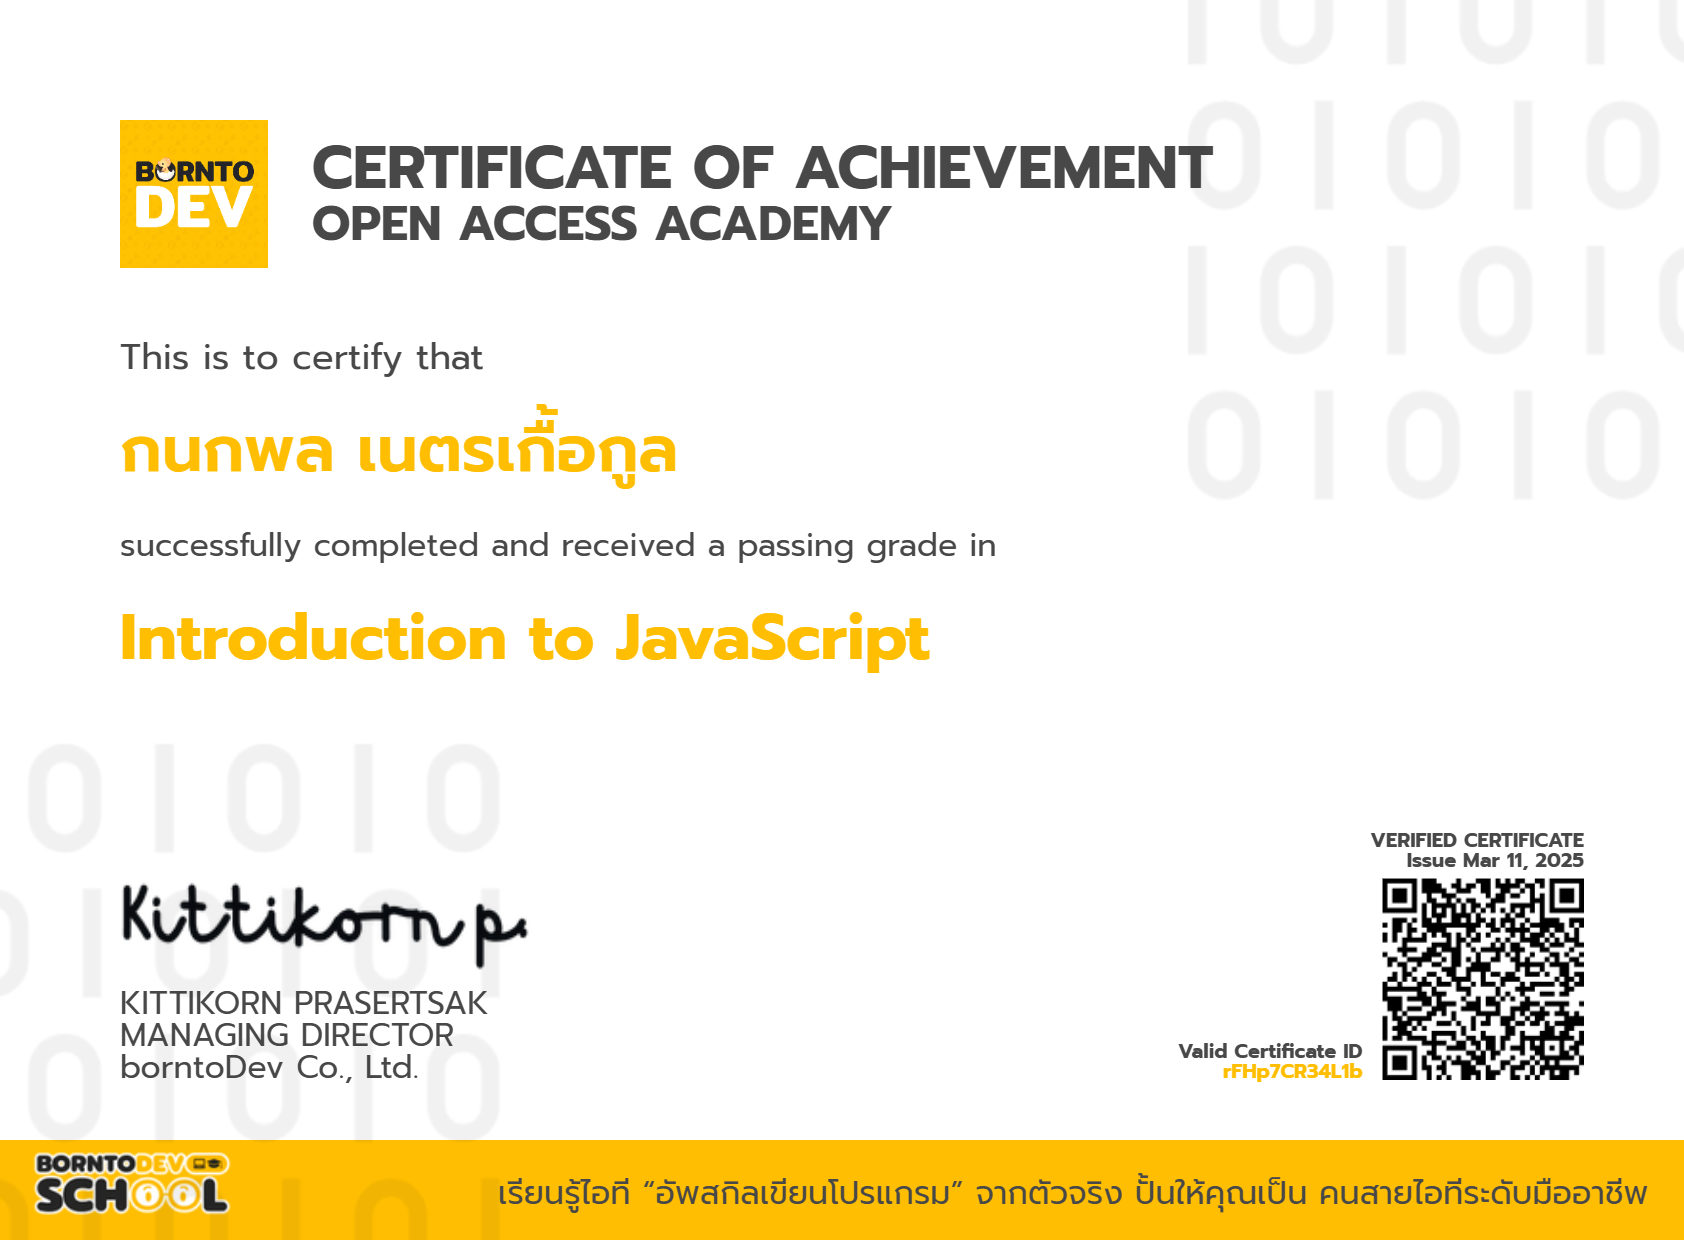 BORNTO
DEV
CERTIFICATE OF ACHIEVEMENT
OPEN ACCESS ACADEMY
This is to certify that
กนกพล เนตรเกื้อกูล
successfully completed and received a passing grade in
Introduction to JavaScript
Kittikorn p.
KITTIKORN PRASERTSAK
MANAGING DIRECTOR
borntoDev Co., Ltd.
VERIFIED CERTIFICATE
Issue Mar 11, 2025
Valid Certificate ID
rFHp7CR34L1b
BORNTODEV
SCHOOL
เรียนรู้ไอที “อัพสกิลเขียนโปรแกรม” จากตัวจริง ปั้นให้คุณเป็น คนสายไอทีระดับมืออาชีพ